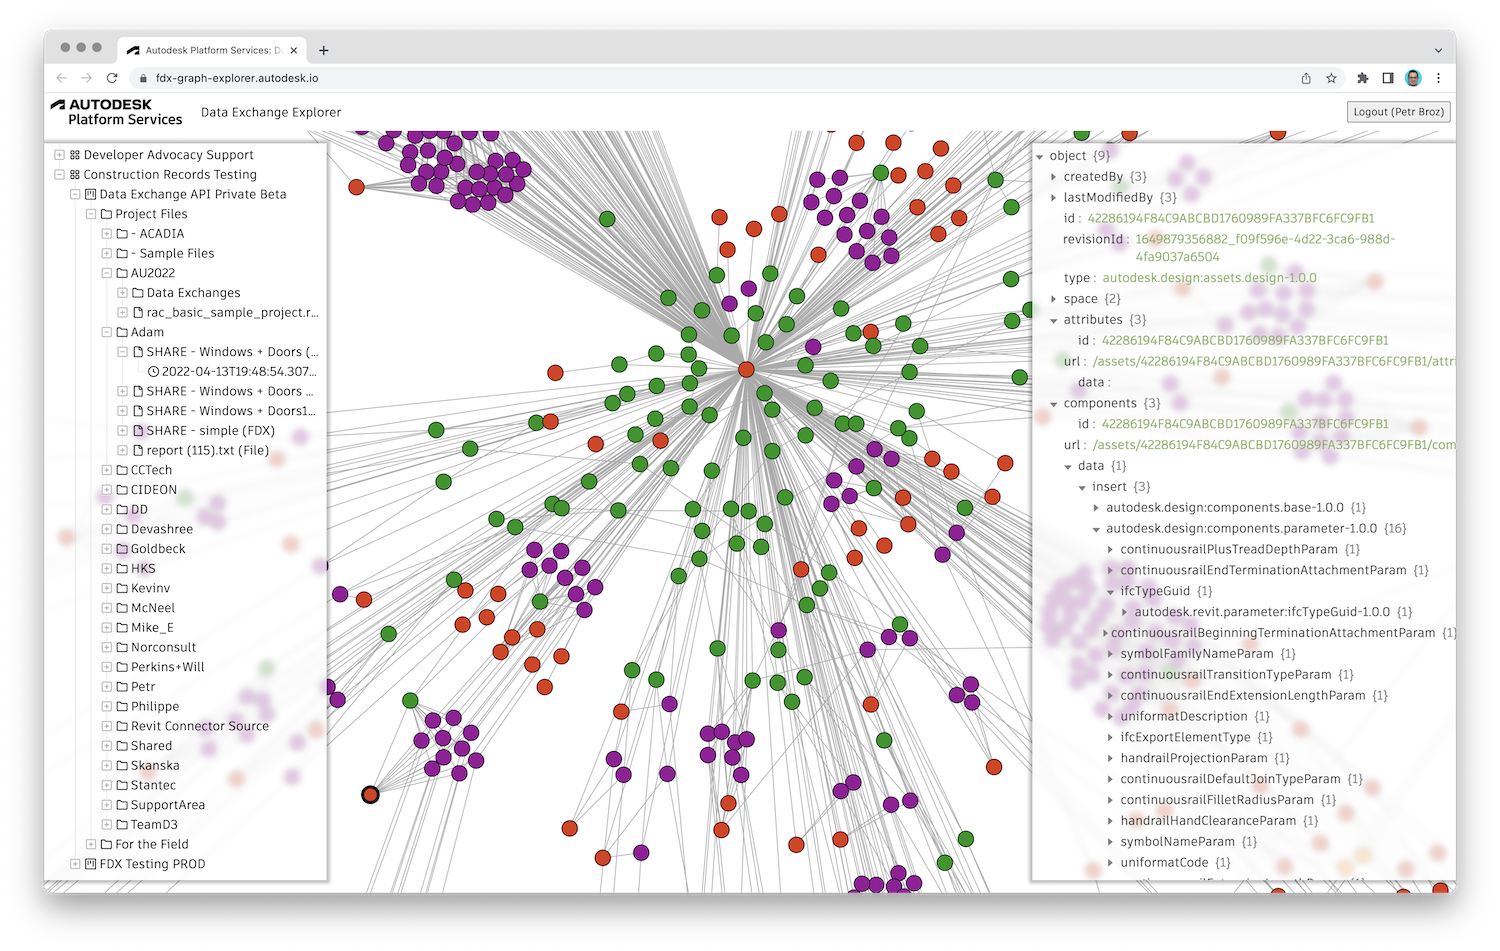 Autodesk Platform Services: D
fdx-graph-explorer.autodesk.io
AUTODESK
Platform Services
Data Exchange Explorer
Logout (Petr Broz)
Developer Advocacy Support
Construction Records Testing
Data Exchange API Private Beta
Project Files
- ACADIA
- Sample Files
AU2022
Data Exchanges
rac_basic_sample_project.r...
Adam
SHARE - Windows + Doors (...
2022-04-13T19:48:54.307...
SHARE - Windows + Doors ...
SHARE - Windows + Doors1...
SHARE - simple (FDX)
report (115).txt (File)
CCTech
CIDEON
DD
Devashree
Goldbeck
HKS
Kevinv
McNeel
Mike_E
Norconsult
Perkins+Will
Petr
Philippe
Revit Connector Source
Shared
Skanska
Stantec
SupportArea
TeamD3
For the Field
FDX Testing PROD
object {9}
createdBy {3}
lastModifiedBy {3}
id : 42286194F84C9ABCBD1760989FA337BFC6FC9FB1
revisionId : 1649879356882_f09f596e-4d22-3ca6-988d-
4fa9037a6504
type : autodesk.design:assets.design-1.0.0
space {2}
attributes {3}
id : 42286194F84C9ABCBD1760989FA337BFC6FC9FB1
url : /assets/42286194F84C9ABCBD1760989FA337BFC6FC9FB1/attri
data :
components {3}
id : 42286194F84C9ABCBD1760989FA337BFC6FC9FB1
url : /assets/42286194F84C9ABCBD1760989FA337BFC6FC9FB1/com
data {1}
insert {3}
autodesk.design:components.base-1.0.0 {1}
autodesk.design:components.parameter-1.0.0 {16}
continuousrailPlusTreadDepthParam {1}
continuousrailEndTerminationAttachmentParam {1}
ifcTypeGuid {1}
autodesk.revit.parameter:ifcTypeGuid-1.0.0 {1}
continuousrailBeginningTerminationAttachmentParam {1}
symbolFamilyNameParam {1}
continuousrailTransitionTypeParam {1}
continuousrailEndExtensionLengthParam {1}
uniformatDescription {1}
ifcExportElementType {1}
handrailProjectionParam {1}
continuousrailDefaultJoinTypeParam {1}
continuousrailFilletRadiusParam {1}
handrailHandClearanceParam {1}
symbolNameParam {1}
uniformatCode {1}